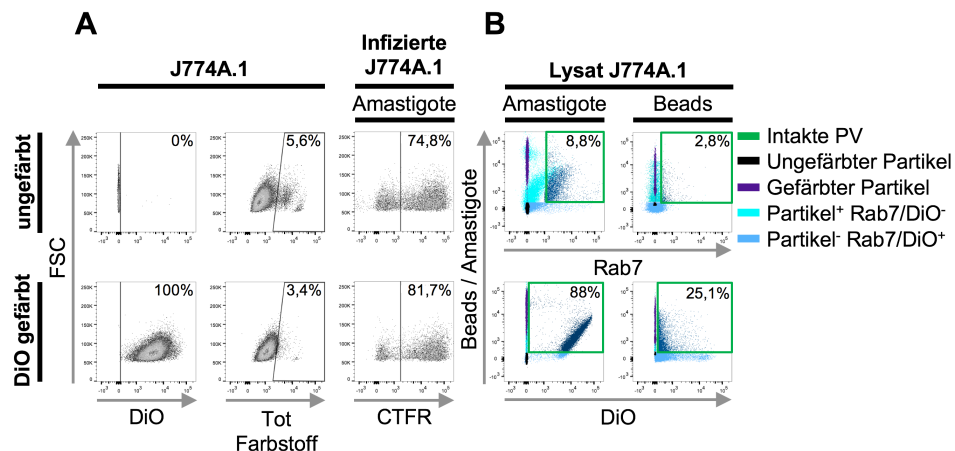 A
B
J774A.1
Infizierte
J774A.1
Lysat J774A.1
Amastigote
Amastigote
Beads
ungefärbt
DiO gefärbt
FSC
0%
5,6%
74,8%
100%
3,4%
81,7%
DiO
Tot
Farbstoff
CTFR
Beads / Amastigote
8,8%
2,8%
Rab7
88%
25,1%
DiO
Intakte PV
Ungefärbter Partikel
Gefärbter Partikel
Partikel⁺ Rab7/DiO⁻
Partikel⁻ Rab7/DiO⁺